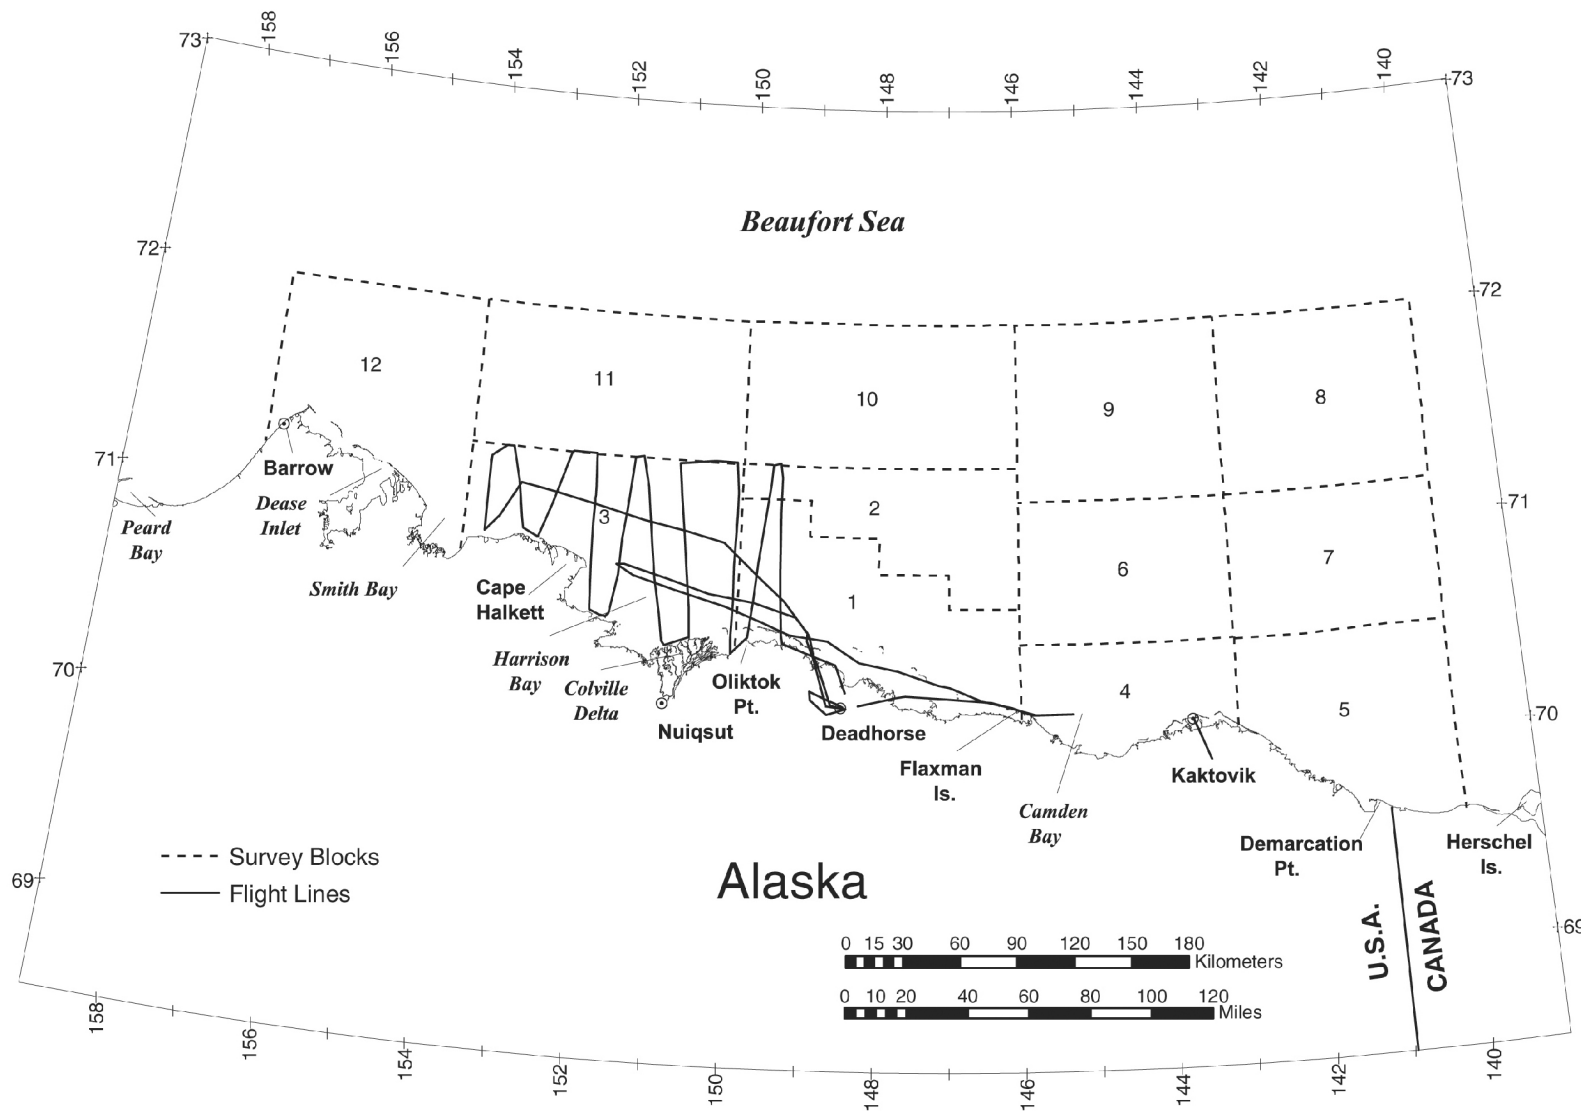 158
156
154
152
150
148
146
144
142
140
73
73
72
72
71
71
70
70
69
69
Beaufort Sea
12
11
10
9
8
2
3
1
6
7
4
5
Barrow
Peard
Bay
Dease
Inlet
Smith Bay
Cape
Halkett
Harrison
Bay
Colville
Delta
Nuiqsut
Oliktok
Pt.
Deadhorse
Flaxman
Is.
Camden
Bay
Kaktovik
Demarcation
Pt.
Herschel
Is.
Survey Blocks
Flight Lines
Alaska
U.S.A.
CANADA
0 15 30 60 90 120 150 180
Kilometers
0 10 20 40 60 80 100 120
Miles
158
156
154
152
150
148
146
144
142
140